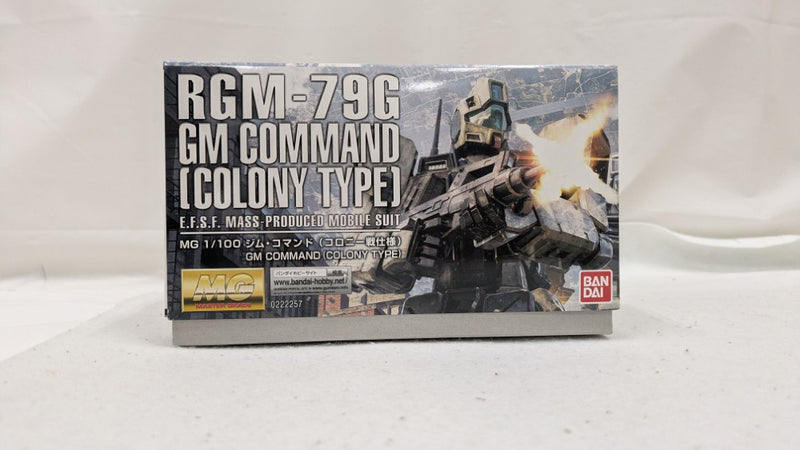 RGM-79G
GM COMMAND
[COLONY TYPE]
E.F.S.F. MASS-PRODUCED MOBILE SUIT
MG 1/100 ジム・コマンド (コロニー戦仕様)
GM COMMAND (COLONY TYPE)
MG
MASTER GRADE
バンダイホビーサイト
www.bandai-hobby.net/
0222257
BAN
DAI